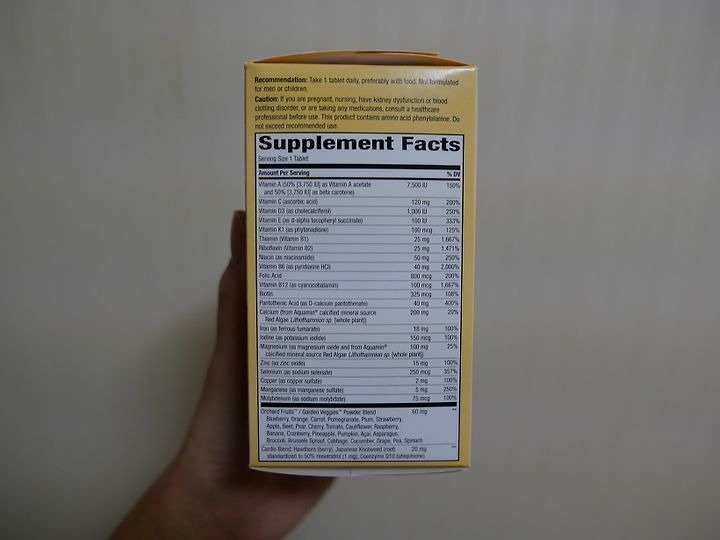 Recommendation: Take 1 tablet daily, preferably with food. Not formulated
for men or children.
Caution: If you are pregnant, nursing, have kidney dysfunction or blood
clotting disorder, or are taking any medications, consult a healthcare
professional before use. This product contains amino acid phenylalanine. Do
not exceed recommended use.
Supplement Facts
Serving Size 1 Tablet
Amount Per Serving % DV
Vitamin A (50% [3,750 IU] as Vitamin A acetate 7,500 IU 150%
and 50% [3,750 IU] as beta carotene)
Vitamin C (ascorbic acid) 120 mg 200%
Vitamin D3 (as cholecalciferol) 1,000 IU 250%
Vitamin E (as d-alpha tocopheryl succinate) 100 IU 333%
Vitamin K1 (as phytonadione) 100 mcg 125%
Thiamin (Vitamin B1) 25 mg 1,667%
Riboflavin (Vitamin B2) 25 mg 1,471%
Niacin (as niacinamide) 50 mg 250%
Vitamin B6 (as pyridoxine HCl) 40 mg 2,000%
Folic Acid 800 mcg 200%
Vitamin B12 (as cyanocobalamin) 100 mcg 1,667%
Biotin 325 mcg 108%
Pantothenic Acid (as D-calcium pantothenate) 40 mg 400%
Calcium (from Aquamin® calcified mineral source 200 mg 20%
Red Algae Lithothamnion sp. [whole plant])
Iron (as ferrous fumarate) 18 mg 100%
Iodine (as potassium iodide) 150 mcg 100%
Magnesium (as magnesium oxide and from Aquamin® 100 mg 25%
calcified mineral source Red Algae Lithothamnion sp. [whole plant])
Zinc (as zinc oxide) 15 mg 100%
Selenium (as sodium selenate) 250 mcg 357%
Copper (as copper sulfate) 2 mg 100%
Manganese (as manganese sulfate) 5 mg 250%
Molybdenum (as sodium molybdate) 75 mcg 100%
Orchard Fruits™ / Garden Veggies™ Powder Blend 60 mg **
Blueberry, Orange, Carrot, Pomegranate, Plum, Strawberry,
Apple, Beet, Pear, Cherry, Tomato, Cauliflower, Raspberry,
Banana, Cranberry, Pineapple, Pumpkin, Açai, Asparagus,
Broccoli, Brussels Sprout, Cabbage, Cucumber, Grape, Pea, Spinach
Cardio Blend: Hawthorn (berry), Japanese Knotweed (root) 20 mg **
standardized to 50% resveratrol (1 mg), Coenzyme Q10 (ubiquinone)